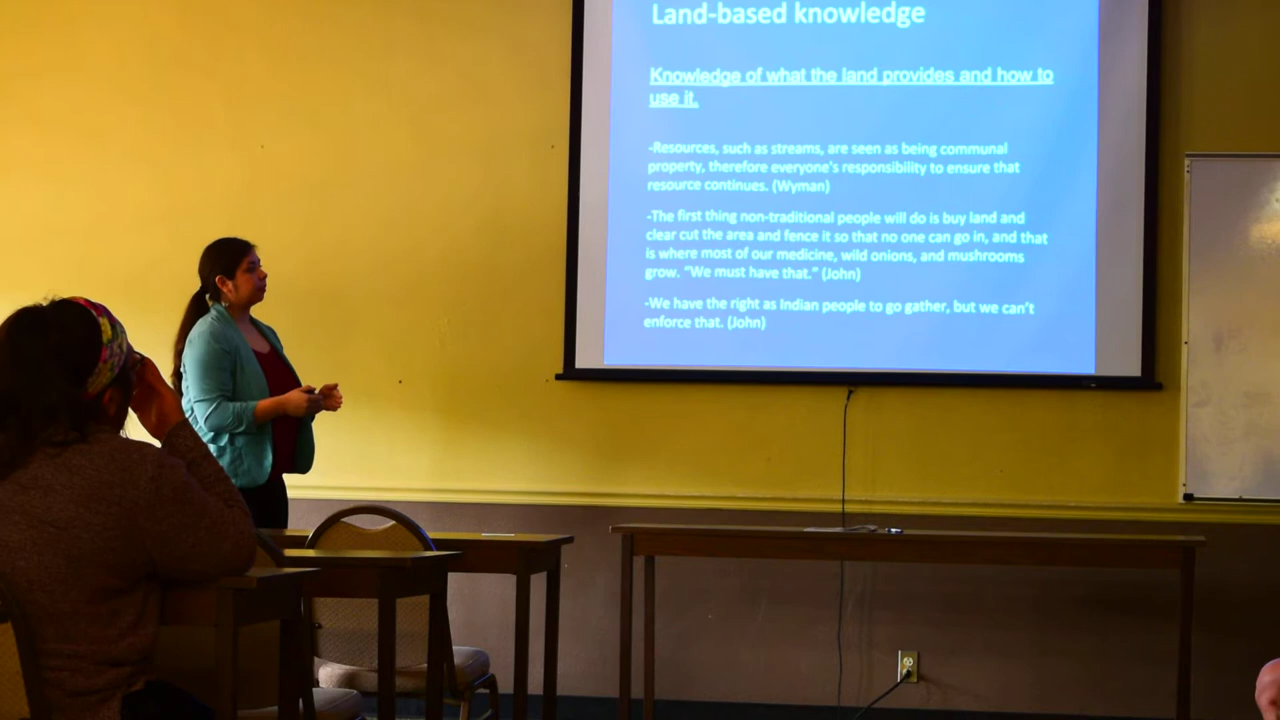 Land-based knowledge
Knowledge of what the land provides and how to
use it.
-Resources, such as streams, are seen as being communal
property, therefore everyone's responsibility to ensure that
resource continues. (Wyman)
-The first thing non-traditional people will do is buy land and
clear cut the area and fence it so that no one can go in, and that
is where most of our medicine, wild onions, and mushrooms
grow. "We must have that." (John)
-We have the right as Indian people to go gather, but we can't
enforce that. (John)